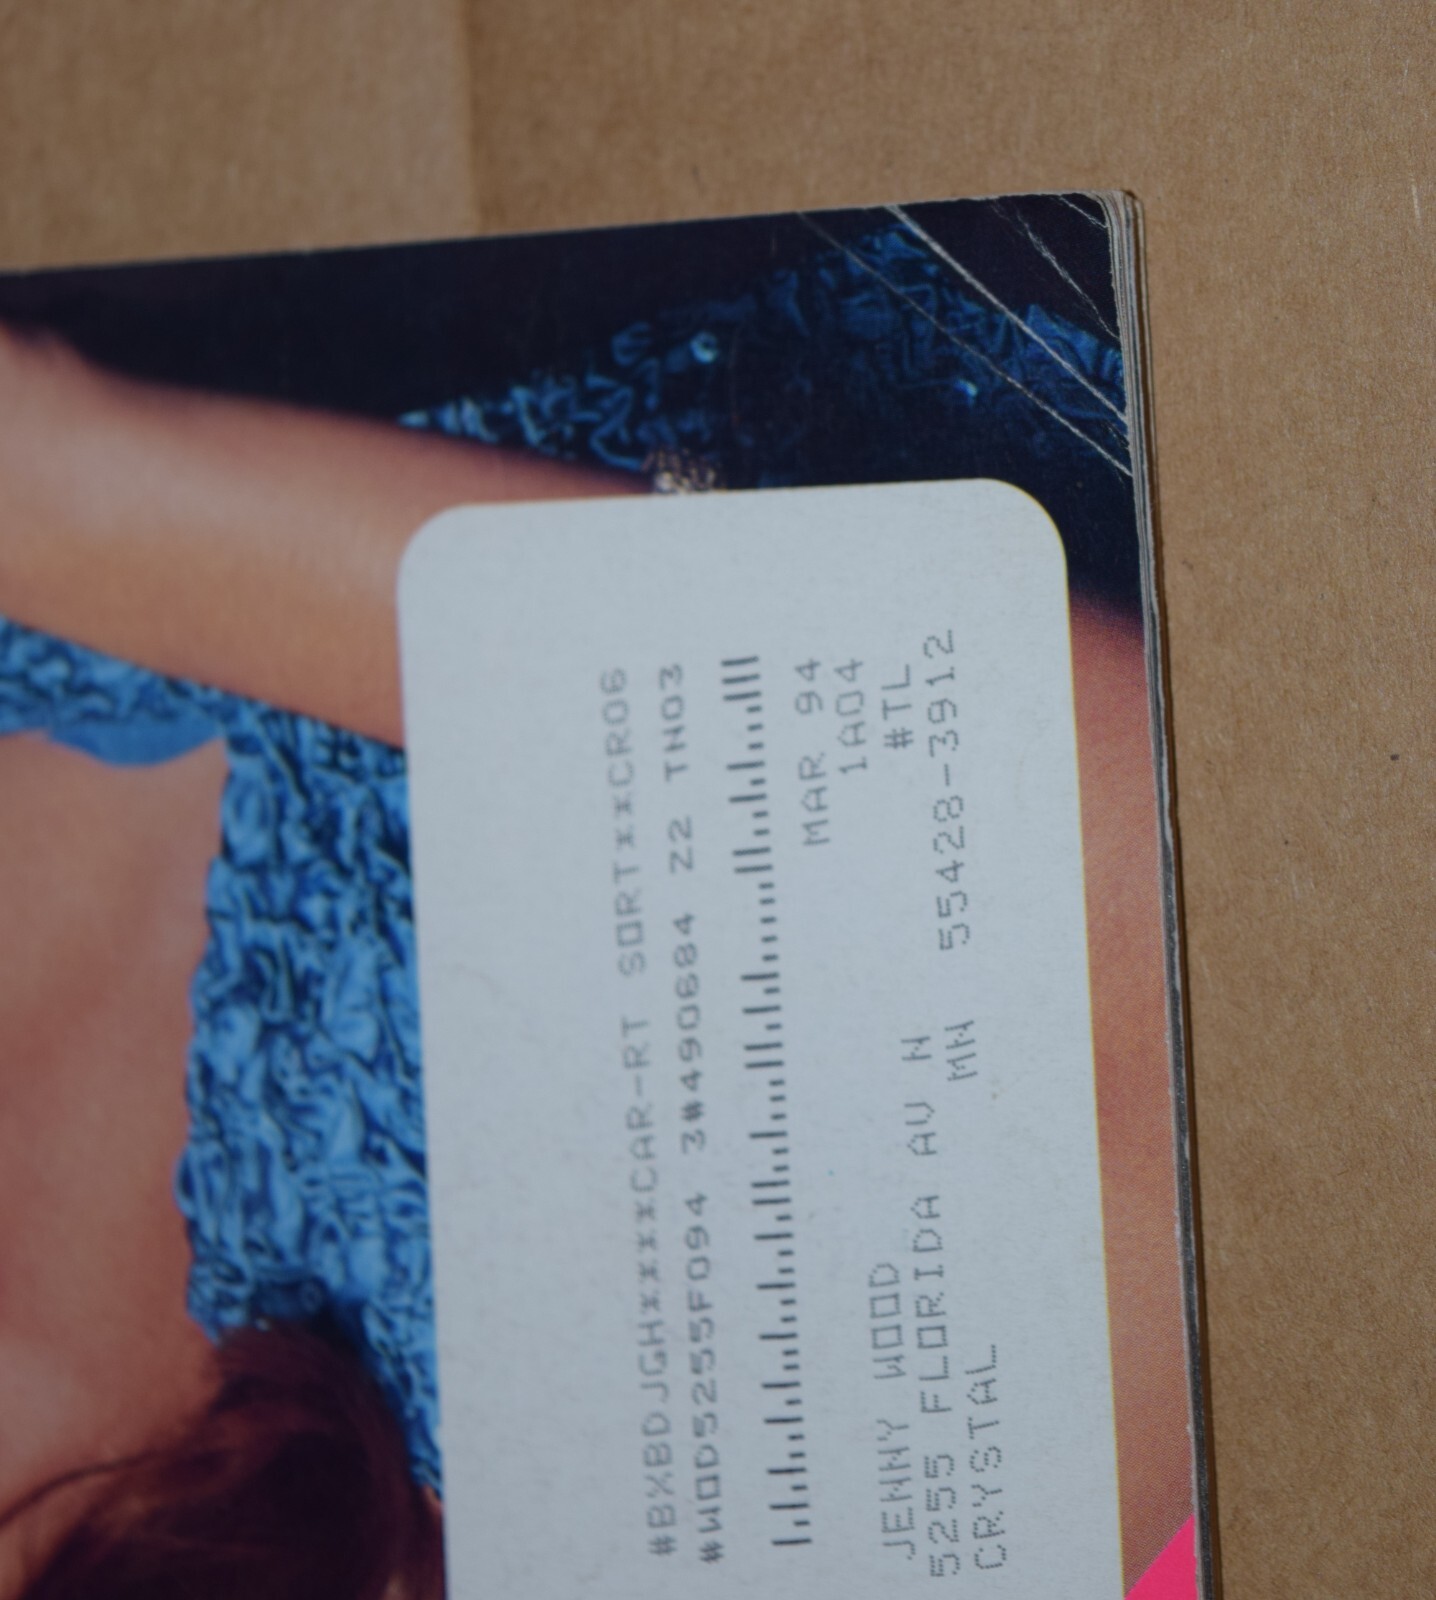 #BXBDJGH****CAR-RT SORT**CR06
#WOD5255F094 3#490684 Z2 TN03
MAR 94
1A04
JENNY WOOD #TL
5255 FLORIDA AV N
CRYSTAL MN 55428-3912